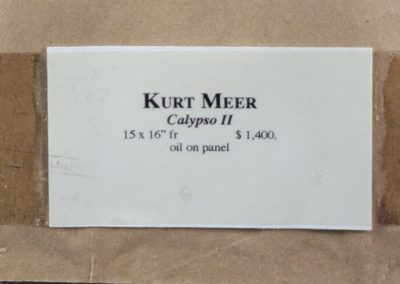 KURT MEER
Calypso II
15 x 16" fr $ 1,400.
oil on panel